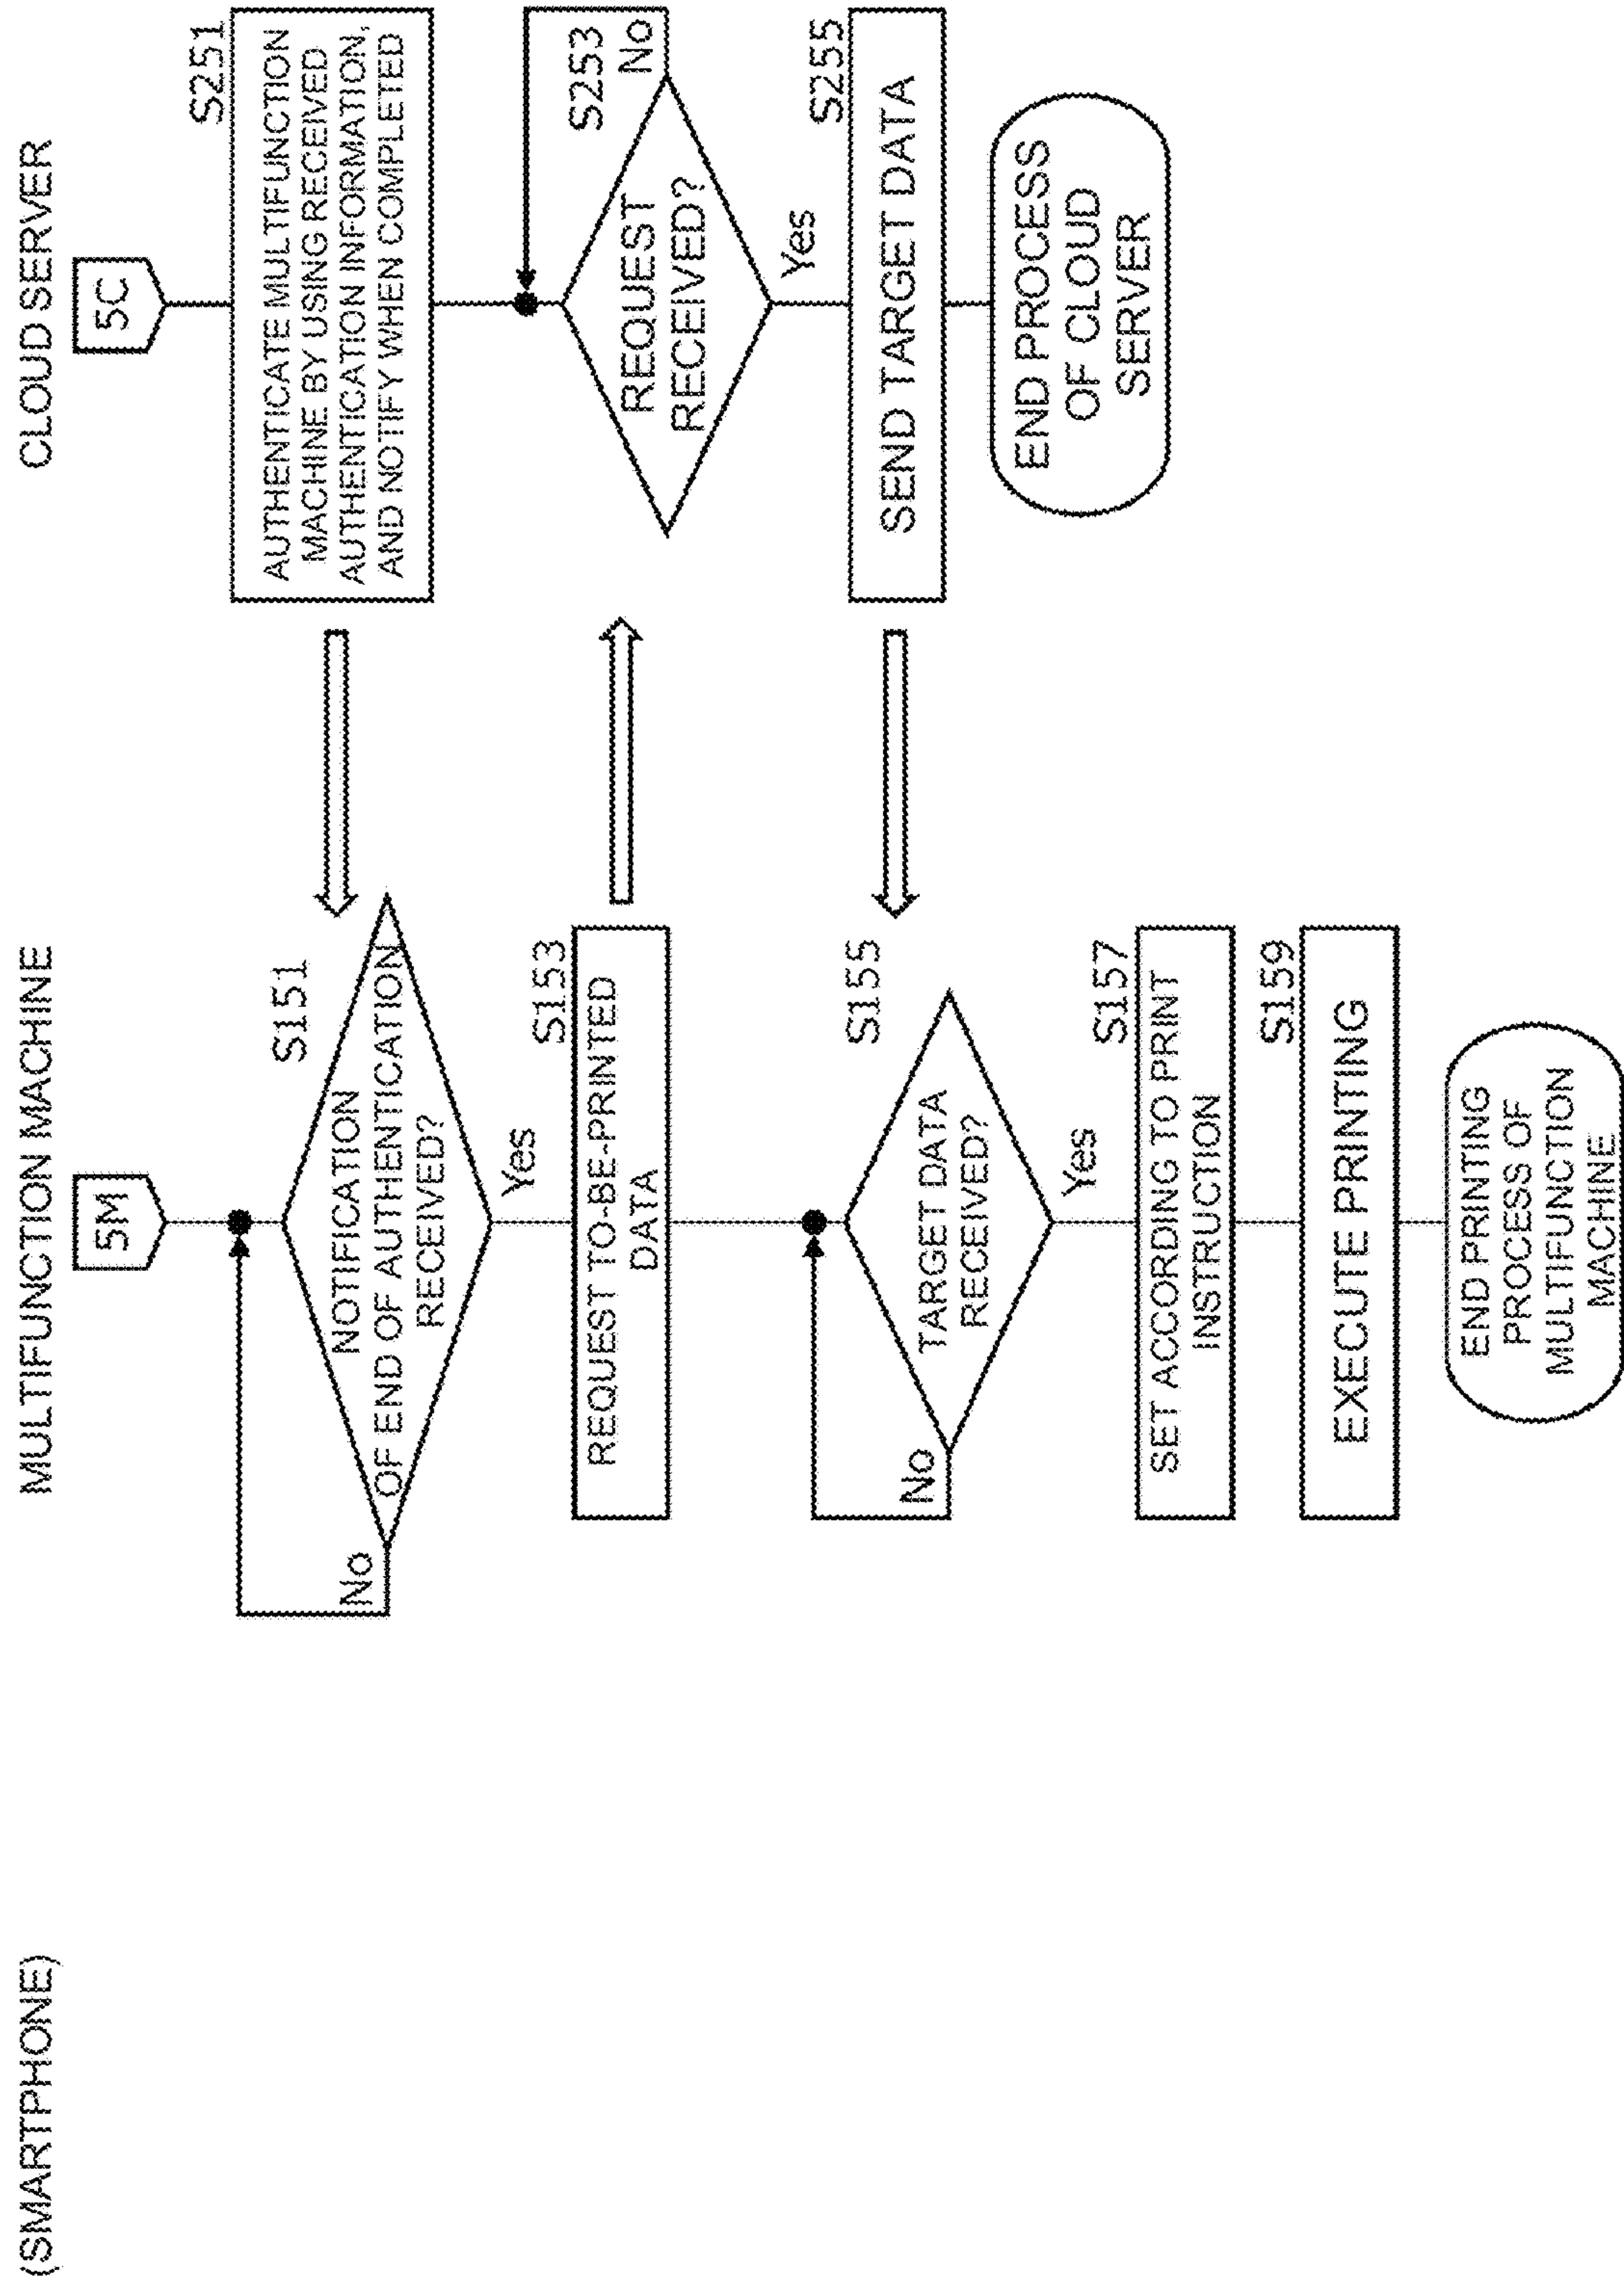 (SMARTPHONE)
MULTIFUNCTION MACHINE
CLOUD SERVER
5M
S151
NOTIFICATION
OF END OF AUTHENTICATION
RECEIVED?
No
Yes
S153
REQUEST TO-BE-PRINTED
DATA
S155
TARGET DATA
RECEIVED?
No
Yes
S157
SET ACCORDING TO PRINT
INSTRUCTION
S159
EXECUTE PRINTING
END PRINTING
PROCESS OF
MULTIFUNCTION
MACHINE
5C
S251
AUTHENTICATE MULTIFUNCTION
MACHINE BY USING RECEIVED
AUTHENTICATION INFORMATION,
AND NOTIFY WHEN COMPLETED
S253
No
REQUEST
RECEIVED?
Yes
S255
SEND TARGET DATA
END PROCESS
OF CLOUD
SERVER